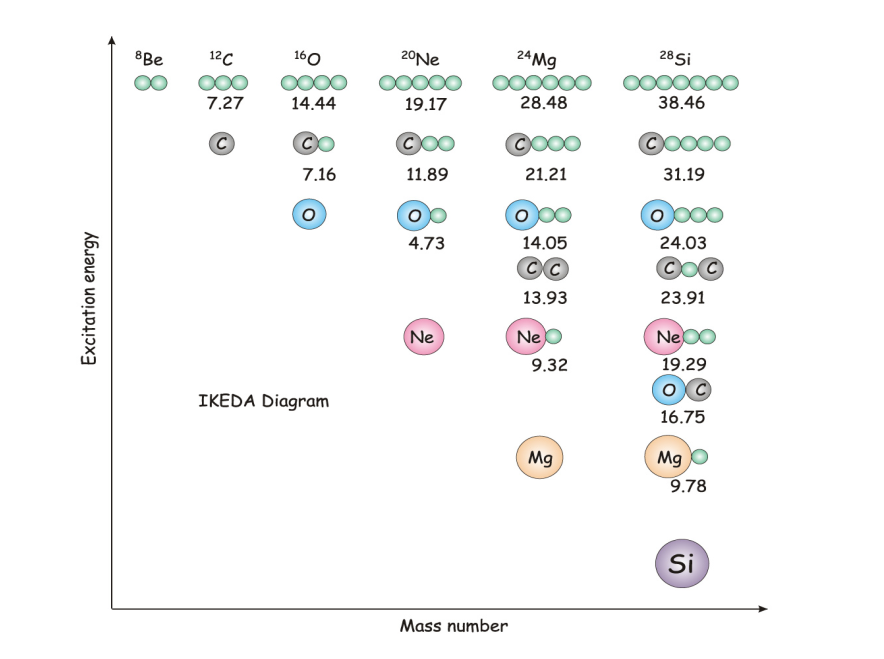 ⁸Be ¹²C ¹⁶O ²⁰Ne ²⁴Mg ²⁸Si
7.27 14.44 19.17 28.48 38.46
C C C C C
7.16 11.89 21.21 31.19
O O O O
4.73 14.05 24.03
C C C C
13.93 23.91
Ne Ne Ne
9.32 19.29
O C
IKEDA Diagram
16.75
Mg Mg
9.78
Si
Excitation energy
Mass number